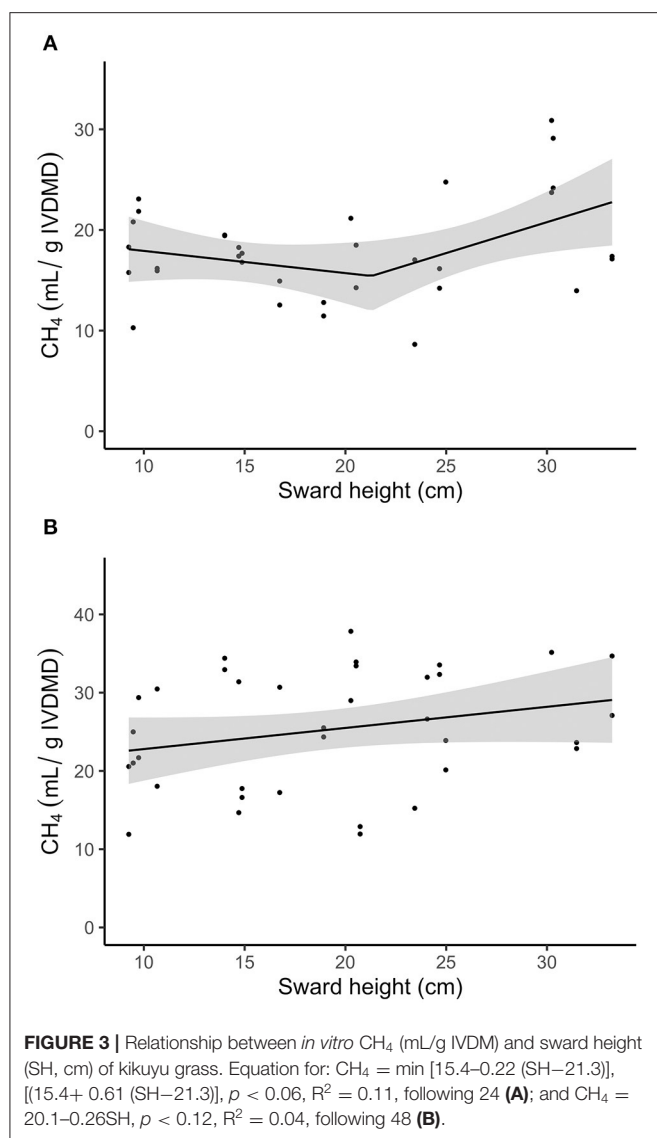 A
CH₄ (mL/ g IVDMD)
30
20
10
0
10 15 20 25 30
Sward height (cm)
B
CH₄ (mL/ g IVDMD)
40
30
20
10
0
10 15 20 25 30
Sward height (cm)
FIGURE 3 | Relationship between in vitro CH₄ (mL/g IVDM) and sward height
(SH, cm) of kikuyu grass. Equation for: CH₄ = min [15.4–0.22 (SH−21.3)],
[(15.4+ 0.61 (SH−21.3)], p < 0.06, R² = 0.11, following 24 (A); and CH₄ =
20.1–0.26SH, p < 0.12, R² = 0.04, following 48 (B).